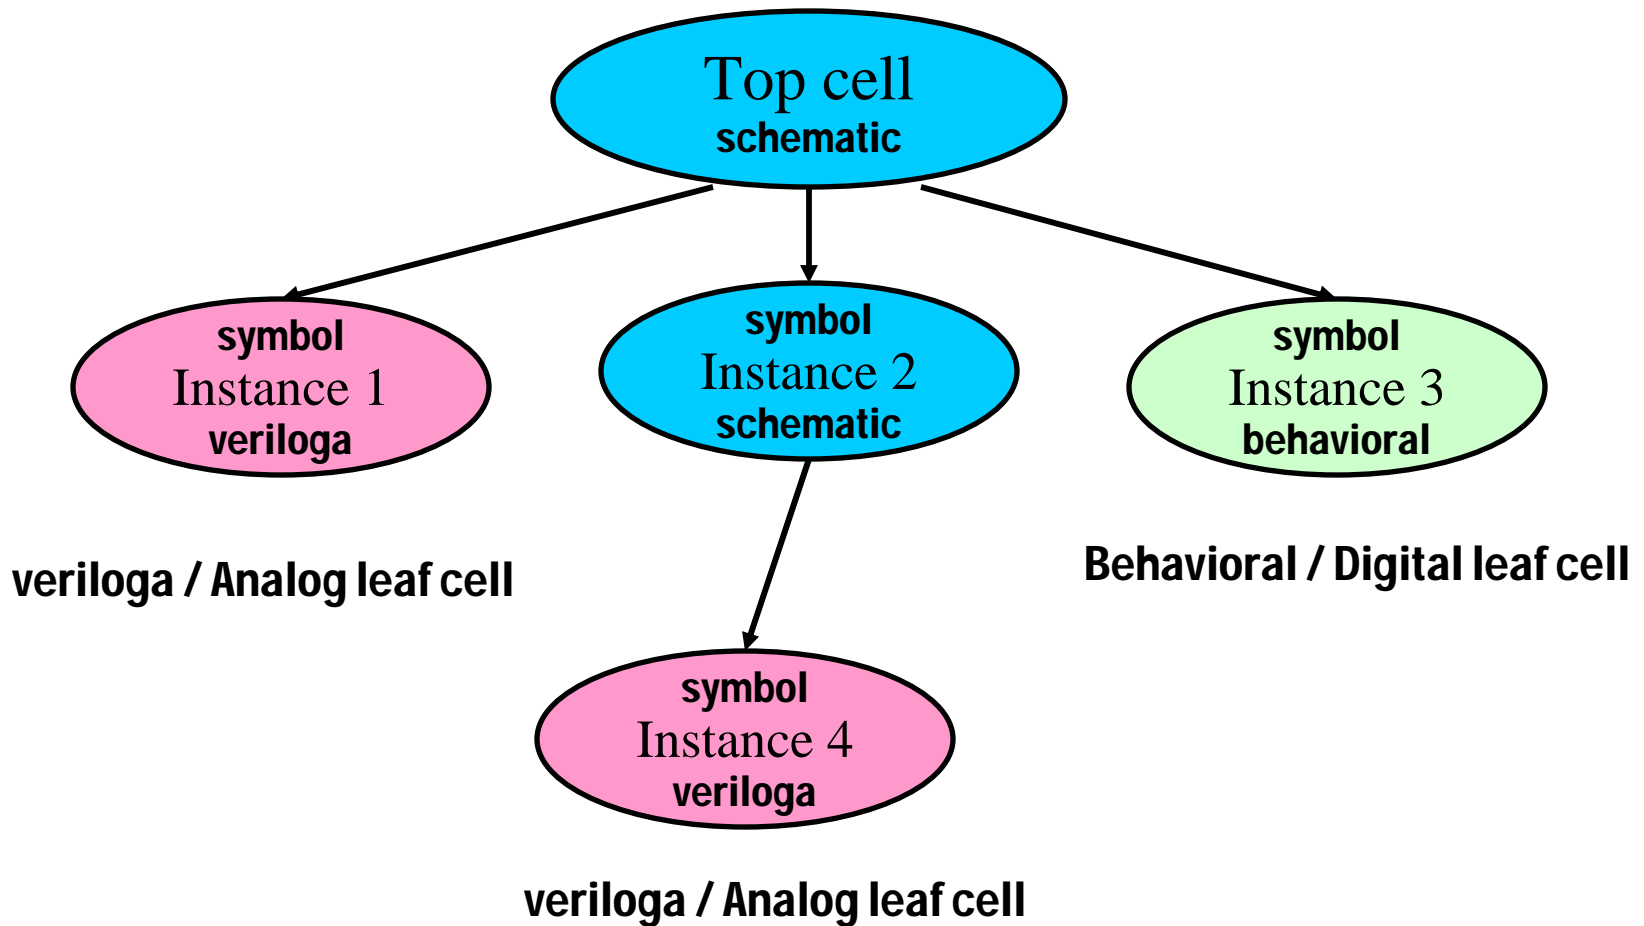 Top cell
schematic
symbol
Instance 1
veriloga
symbol
Instance 2
schematic
symbol
Instance 3
behavioral
veriloga / Analog leaf cell
Behavioral / Digital leaf cell
symbol
Instance 4
veriloga
veriloga / Analog leaf cell